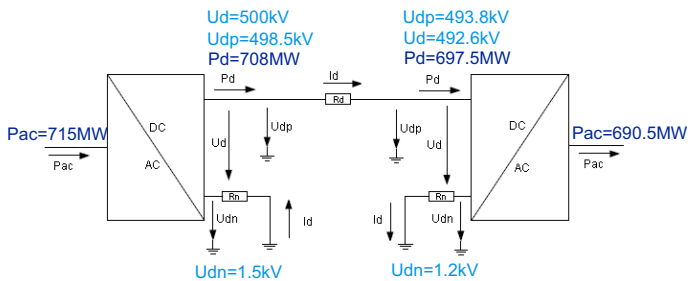 Ud=500kV
Udp=498.5kV
Pd=708MW
Udp=493.8kV
Ud=492.6kV
Pd=697.5MW
Pd
Id
Pd
Rd
DC
AC
Pac=715MW
Pac
Ud
Udp
Udp
Ud
DC
AC
Pac=690.5MW
Pac
Rn
Udn
Id
Id
Rn
Udn
Udn=1.5kV
Udn=1.2kV